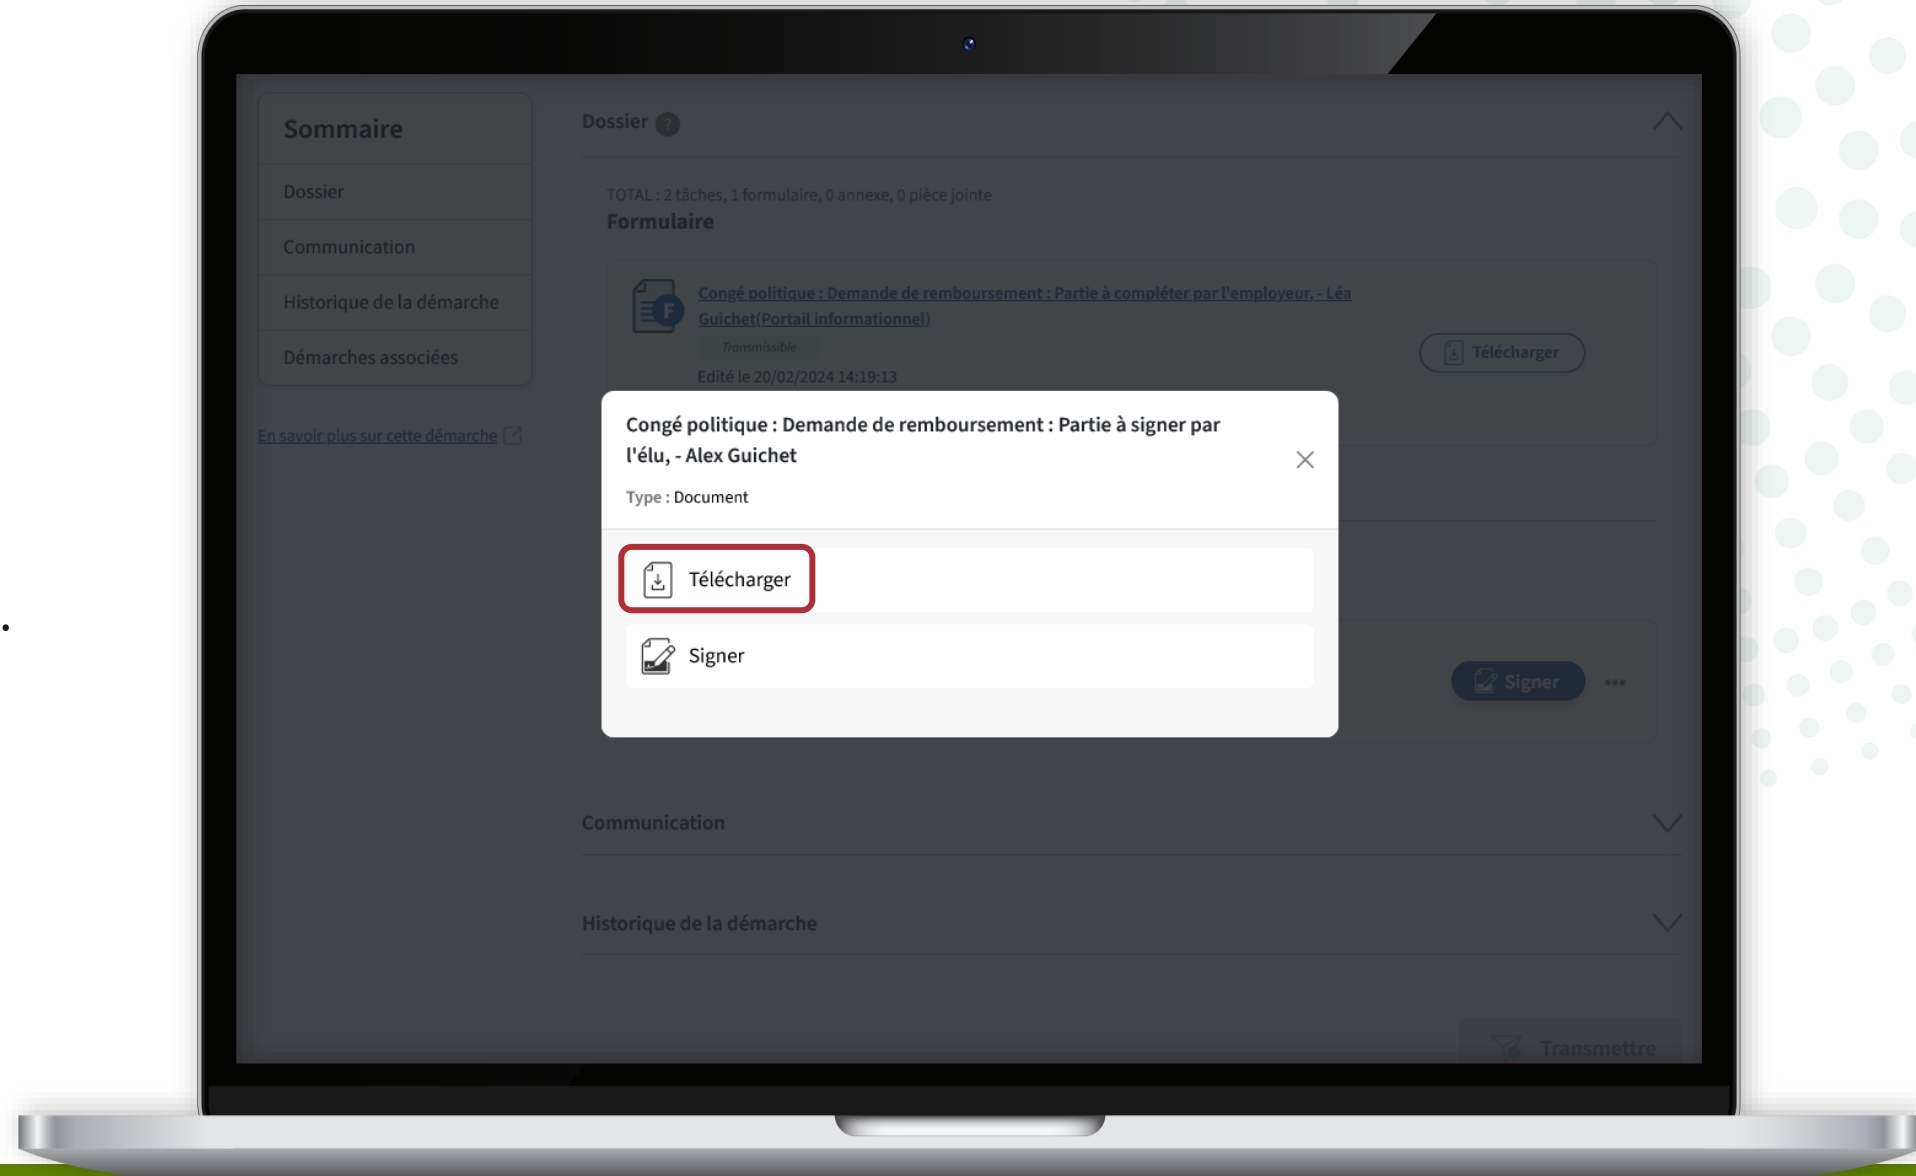 Sommaire
Dossier
Communication
Historique de la démarche
Démarches associées
En savoir plus sur cette démarche
Dossier ?
TOTAL : 2 tâches, 1 formulaire, 0 annexe, 0 pièce jointe
Formulaire
F
Congé politique : Demande de remboursement : Partie à compléter par l'employeur, - Léa
Guichet(Portail informationnel)
Transmissible
Edité le 20/02/2024 14:19:13
Télécharger
Congé politique : Demande de remboursement : Partie à signer par
l'élu, - Alex Guichet
Type : Document
Télécharger
Signer
Signer
Communication
Historique de la démarche
Transmettre
.